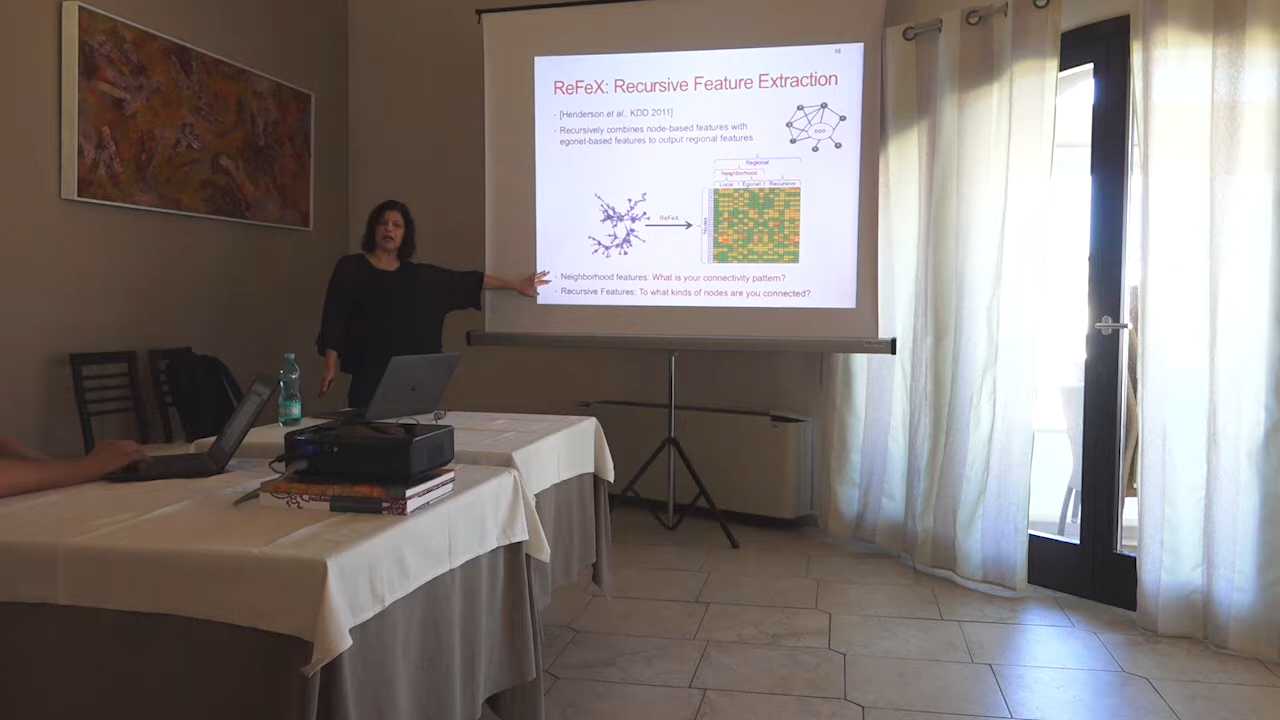 16
ReFeX: Recursive Feature Extraction
- [Henderson et al., KDD 2011]
- Recursively combines node-based features with
egonet-based features to output regional features
EGO
Regional
Neighborhood
Local Egonet Recursive
ReFeX
Nodes
- Neighborhood features: What is your connectivity pattern?
- Recursive Features: To what kinds of nodes are you connected?